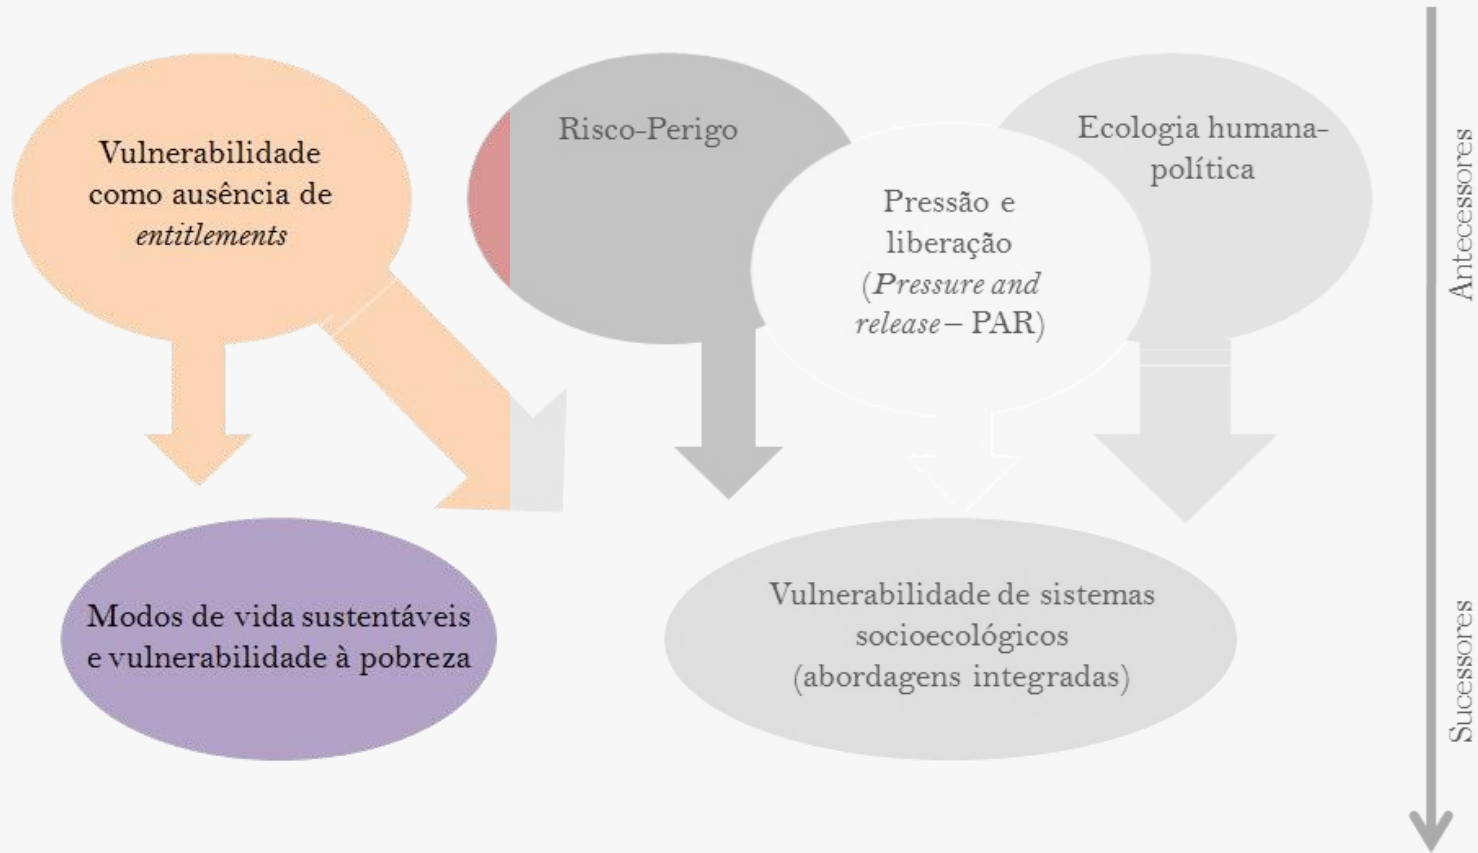 Vulnerabilidade
como ausência de
entitlements
Risco-Perigo
Pressão e
liberação
(Pressure and
release – PAR)
Ecologia humana-
política
Antecessores
Modos de vida sustentáveis
e vulnerabilidade à pobreza
Vulnerabilidade de sistemas
socioecológicos
(abordagens integradas)
Sucessores